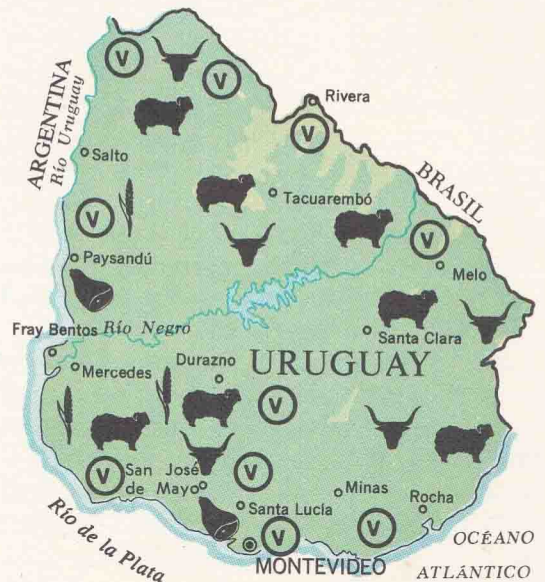 V
V
Rivera
V
ARGENTINA
Río Uruguay
Salto
BRASIL
Tacuarembó
V
V
Paysandú
Melo
Fray Bentos Río Negro
Santa Clara
Durazno
URUGUAY
Mercedes
V
V
San José
de Mayo
V
Minas
Santa Lucía
Rocha
V
V
Río de la Plata
MONTEVIDEO
OCÉANO
ATLÁNTICO